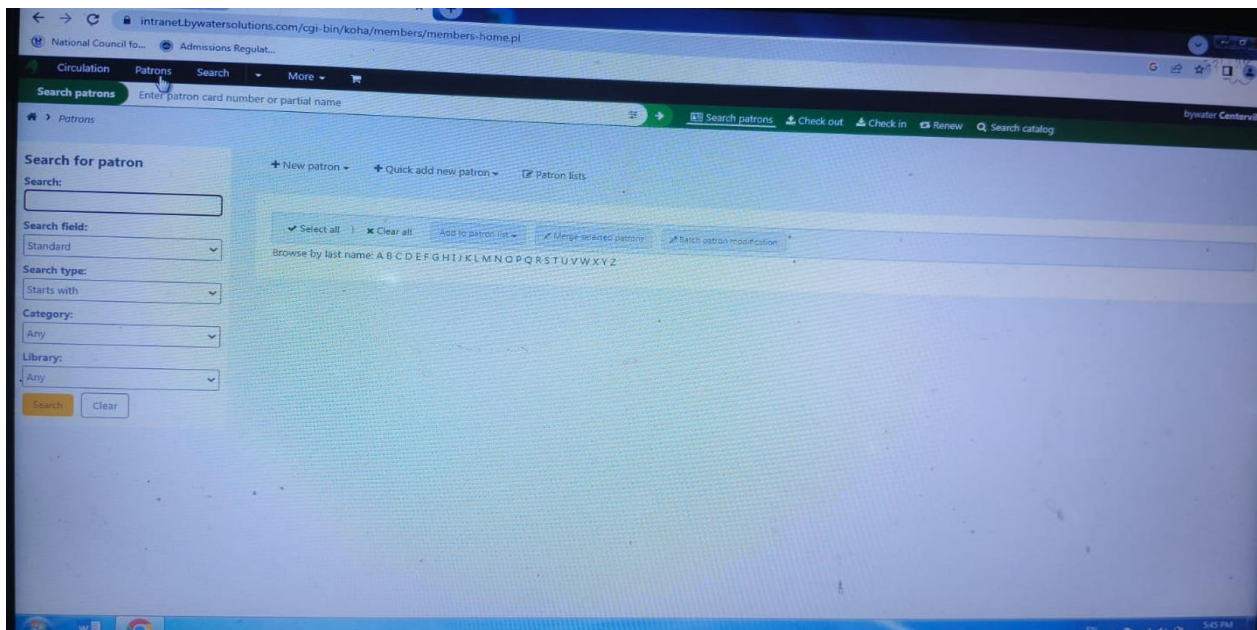 intranet.bywatersolutions.com/cgi-bin/koha/members/members-home.pl
National Council fo... Admissions Regulat...
Circulation Patrons Search More
Search patrons Enter patron card number or partial name
Search patrons Check out Check in Renew Search catalog
bywater Centervil
Patrons
Search for patron
+ New patron + Quick add new patron Patron lists
Search:
Select all | Clear all Add to patron list Merge selected patrons Batch patron modification
Search field:
Browse by last name: A B C D E F G H I J K L M N O P Q R S T U V W X Y Z
Standard
Search type:
Starts with
Category:
Any
Library:
Any
Search Clear
5:45 PM